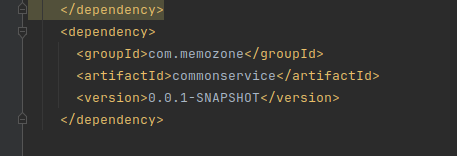 </dependency>
<dependency>
<groupId>com.memozone</groupId>
<artifactId>commonservice</artifactId>
<version>0.0.1-SNAPSHOT</version>
</dependency>